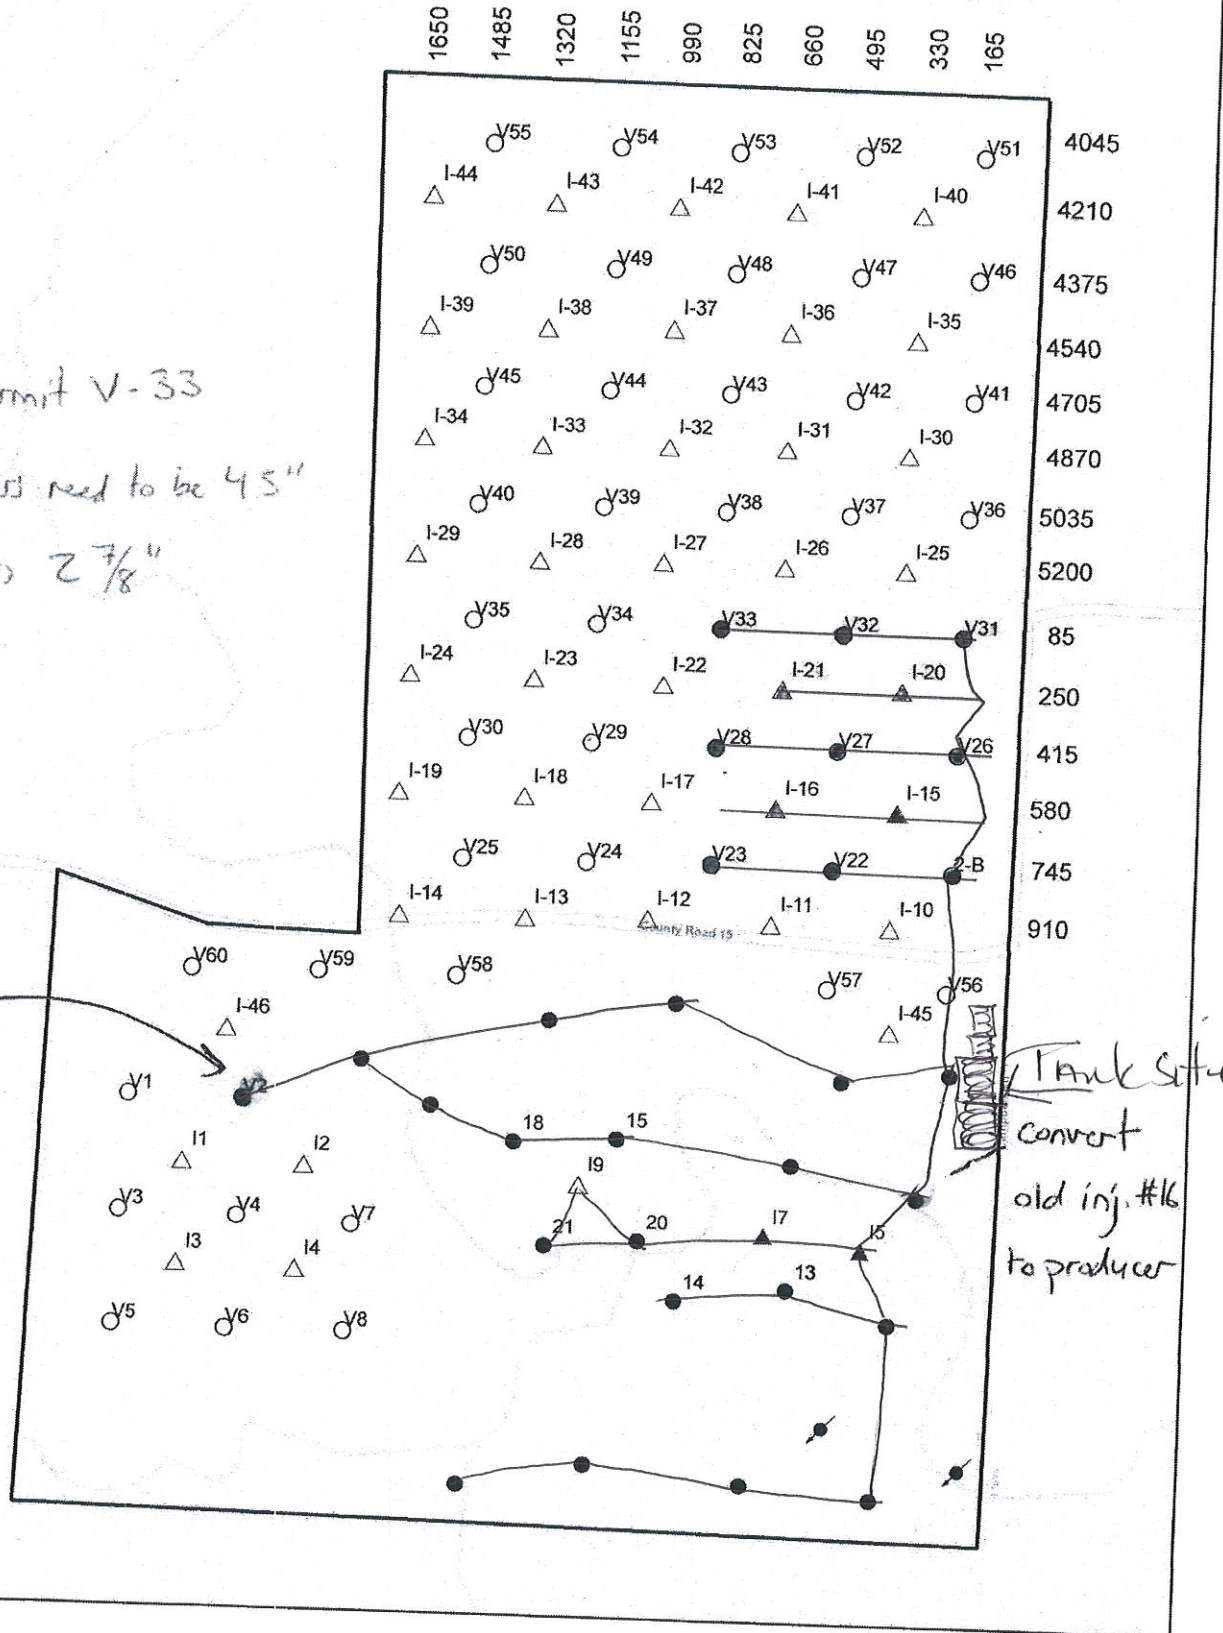 1650 1485 1320 1155 990 825 660 495 330 165
V55 V54 V53 V52 V51 4045
I-44 I-43 I-42 I-41 I-40 4210
V50 V49 V48 V47 V46 4375
I-39 I-38 I-37 I-36 I-35 4540
V45 V44 V43 V42 V41 4705
I-34 I-33 I-32 I-31 I-30 4870
V40 V39 V38 V37 V36 5035
I-29 I-28 I-27 I-26 I-25 5200
V35 V34 V33 V32 V31 85
I-24 I-23 I-22 I-21 I-20 250
V30 V29 V28 V27 V26 415
I-19 I-18 I-17 I-16 I-15 580
V25 V24 V23 V22 2-B 745
I-14 I-13 I-12 I-11 I-10 910
County Road 15
V60 V59 V58 V57 V56
I-46 I-45
V1 V2
18 15
I1 I2 I9
V3 V4 V7 21 20 I7 I5
I3 I4 14 13
V5 V6 V8
rmit V-33
need to be 4.5"
2 7/8"
Tank
convert
old inj. #16
to producer